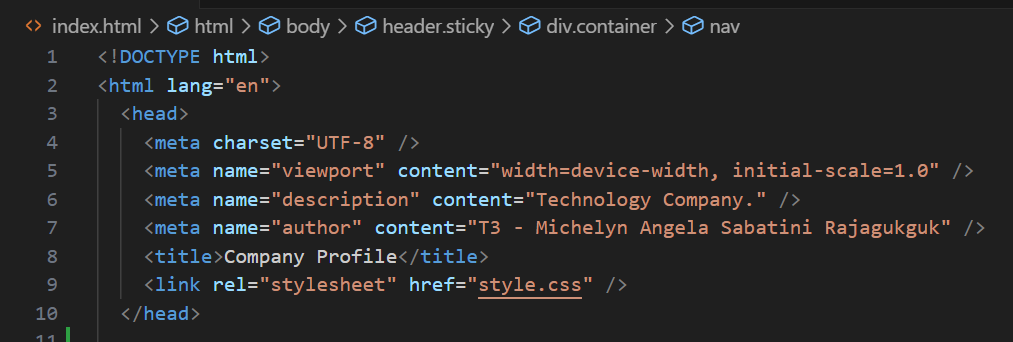 index.html > html > body > header.sticky > div.container > nav
1 <!DOCTYPE html>
2 <html lang="en">
3 <head>
4 <meta charset="UTF-8" />
5 <meta name="viewport" content="width=device-width, initial-scale=1.0" />
6 <meta name="description" content="Technology Company." />
7 <meta name="author" content="T3 - Michelyn Angela Sabatini Rajagukguk" />
8 <title>Company Profile</title>
9 <link rel="stylesheet" href="style.css" />
10 </head>
11